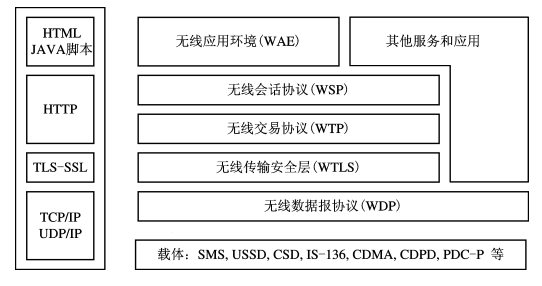 HTML
JAVA脚本
HTTP
TLS-SSL
TCP/IP
UDP/IP
无线应用环境(WAE)
其他服务和应用
无线会话协议(WSP)
无线交易协议(WTP)
无线传输安全层(WTLS)
无线数据报协议(WDP)
载体: SMS, USSD, CSD, IS-136, CDMA, CDPD, PDC-P 等